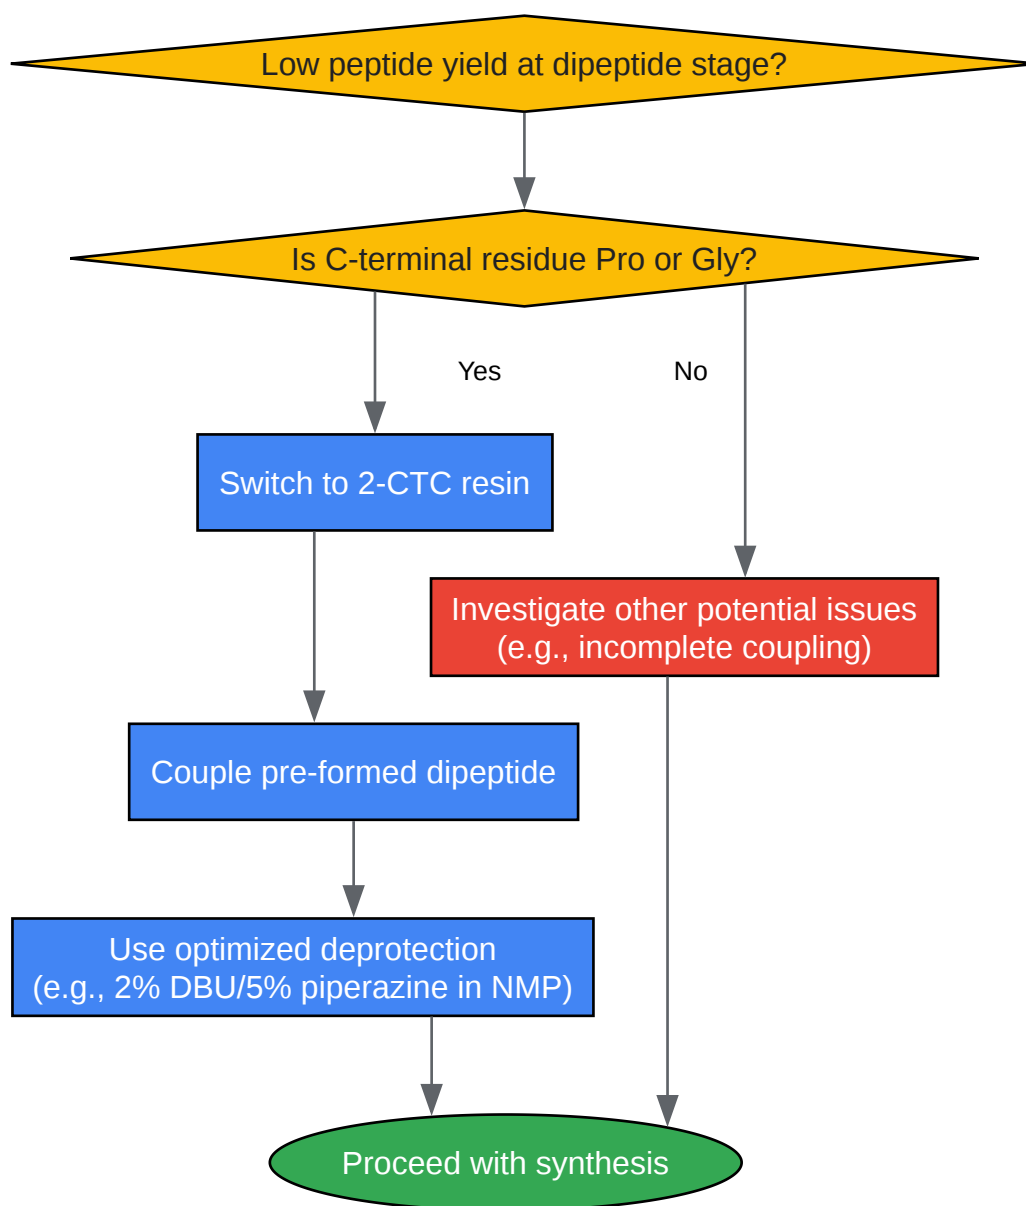 Low peptide yield at dipeptide stage?
Is C-terminal residue Pro or Gly?
Yes
No
Switch to 2-CTC resin
Investigate other potential issues
(e.g., incomplete coupling)
Couple pre-formed dipeptide
Use optimized deprotection
(e.g., 2% DBU/5% piperazine in NMP)
Proceed with synthesis